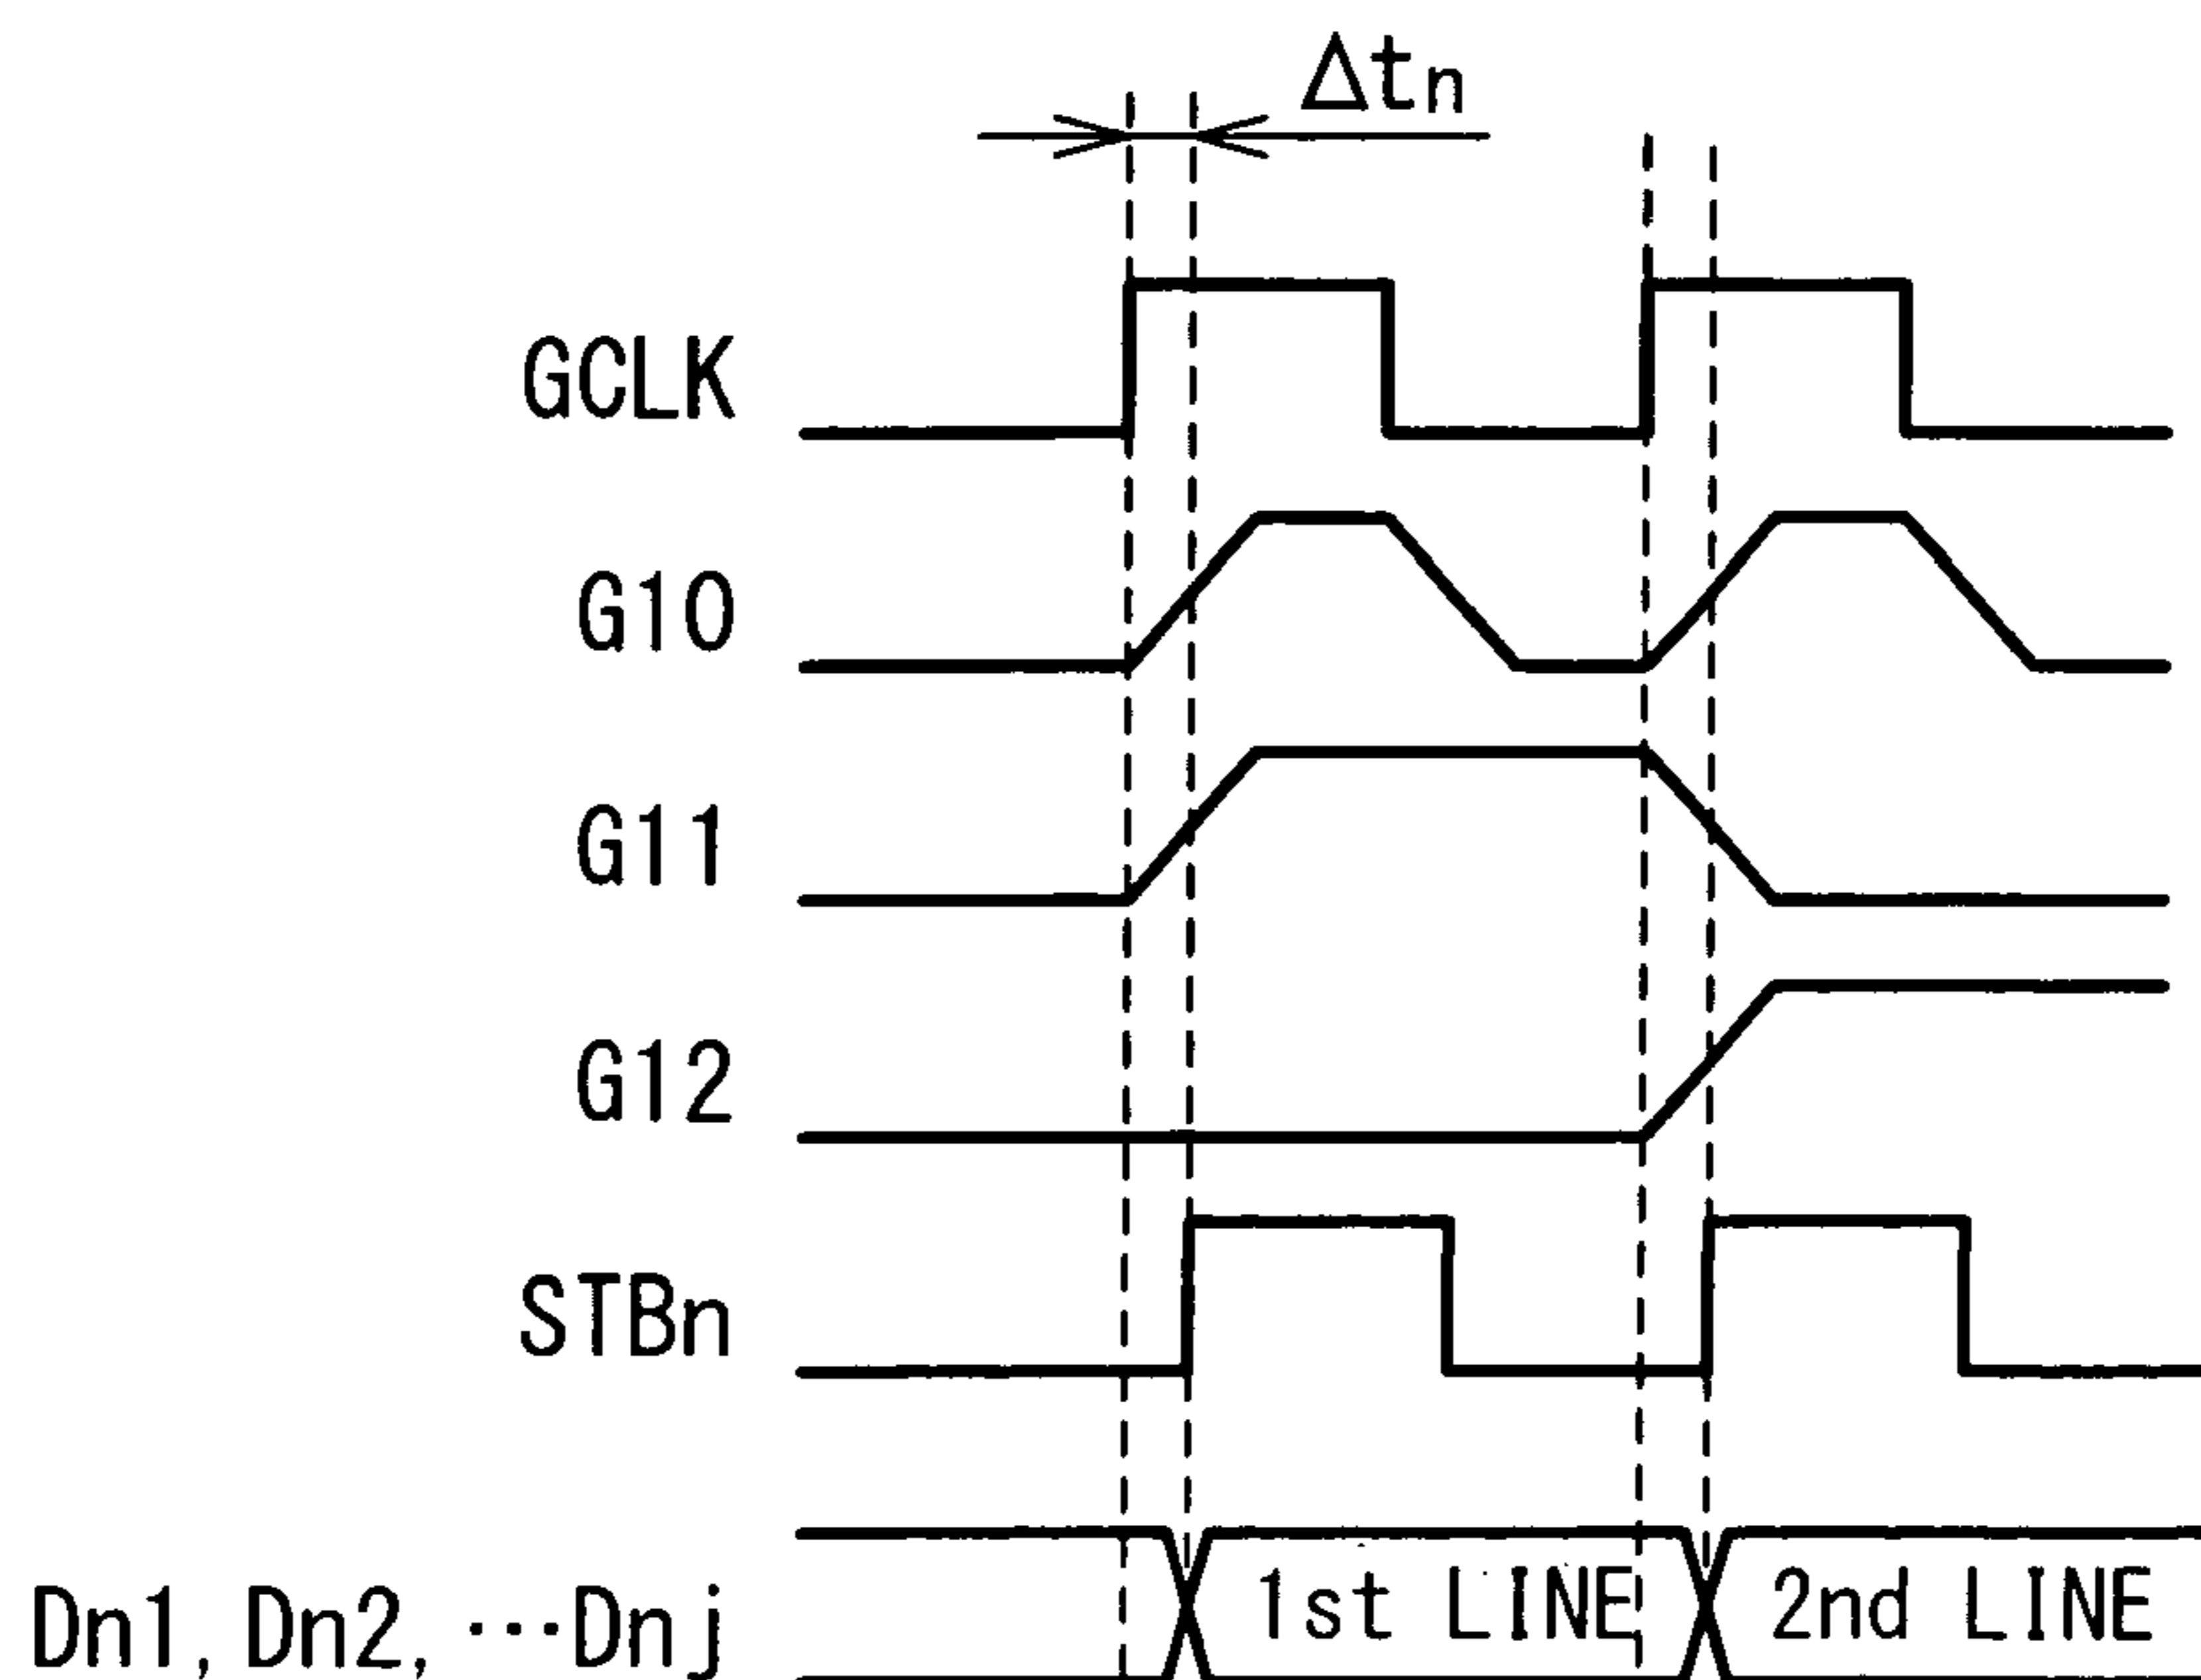 Δtn
GCLK
G10
G11
G12
STBn
Dn1, Dn2, ···Dnj 1st LINE 2nd LINE